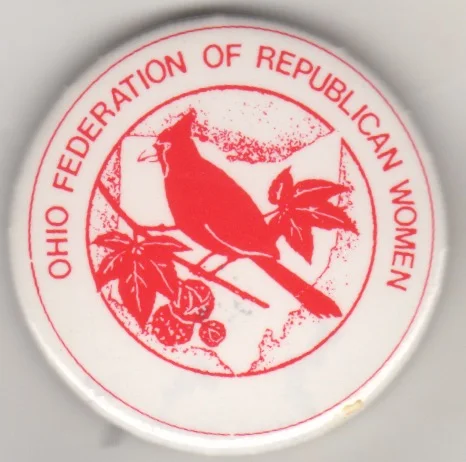 OHIO FEDERATION OF REPUBLICAN WOMEN